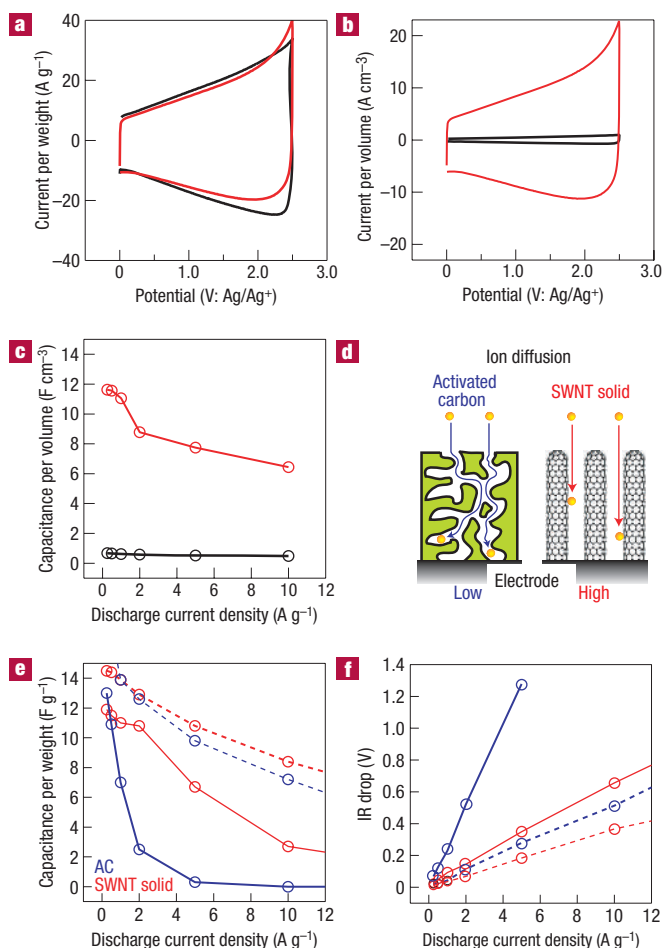 a
40
20
0
–20
–40
Current per weight (A g–1)
0
1.0
2.0
3.0
Potential (V: Ag/Ag+)
b
20
10
0
–10
–20
Current per volume (A cm–3)
0
1.0
2.0
3.0
Potential (V: Ag/Ag+)
c
14
12
10
8
6
4
2
0
Capacitance per volume (F cm–3)
0
2
4
6
8
10
12
Discharge current density (A g–1)
d
Ion diffusion
Activated
carbon
SWNT solid
Electrode
Low
High
e
14
12
10
8
6
4
2
0
Capacitance per weight (F g–1)
AC
SWNT solid
0
2
4
6
8
10
12
Discharge current density (A g–1)
f
1.4
1.2
1.0
0.8
0.6
0.4
0.2
0
IR drop (V)
0
2
4
6
8
10
12
Discharge current density (A g–1)